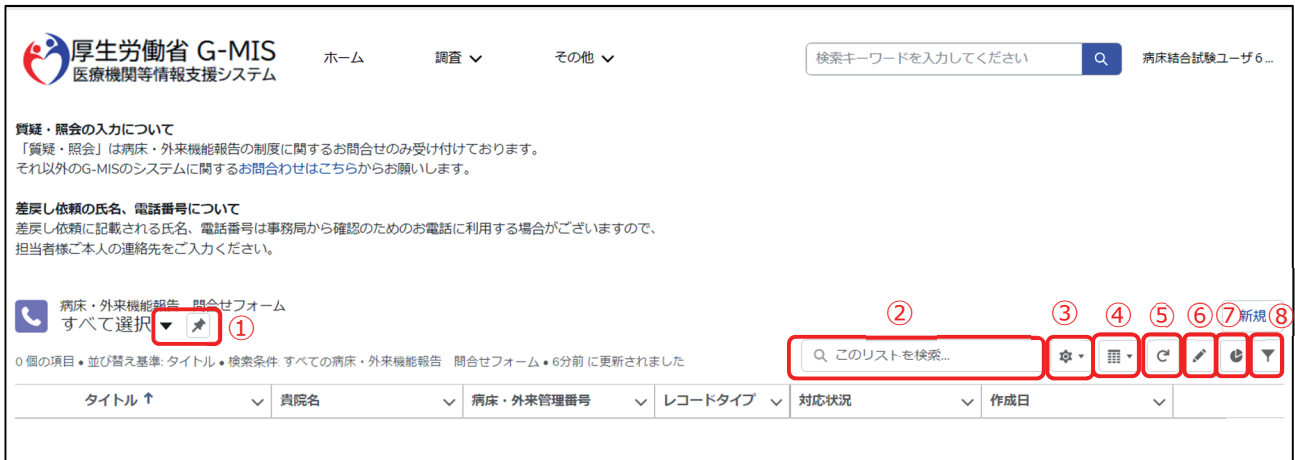 厚生労働省 G-MIS
医療機関等情報支援システム
ホーム 調査 その他 検索キーワードを入力してください 病床結合試験ユーザ６...
質疑・照会の入力について
「質疑・照会」は病床・外来機能報告の制度に関するお問合せのみ受け付けております。
それ以外のG-MISのシステムに関するお問合わせはこちらからお願いします。
差戻し依頼の氏名、電話番号について
差戻し依頼に記載される氏名、電話番号は事務局から確認のためのお電話に利用する場合がございますので、
担当者様ご本人の連絡先をご入力ください。
病床・外来機能報告　問合せフォーム
すべて選択 ① ② ③ ④ ⑤ ⑥ ⑦ 新規 ⑧
0 個の項目 • 並び替え基準: タイトル • 検索条件: すべての病床・外来機能報告　問合せフォーム • 6分前 に更新されました
このリストを検索...
タイトル ↑ 貴院名 病床・外来管理番号 レコードタイプ 対応状況 作成日